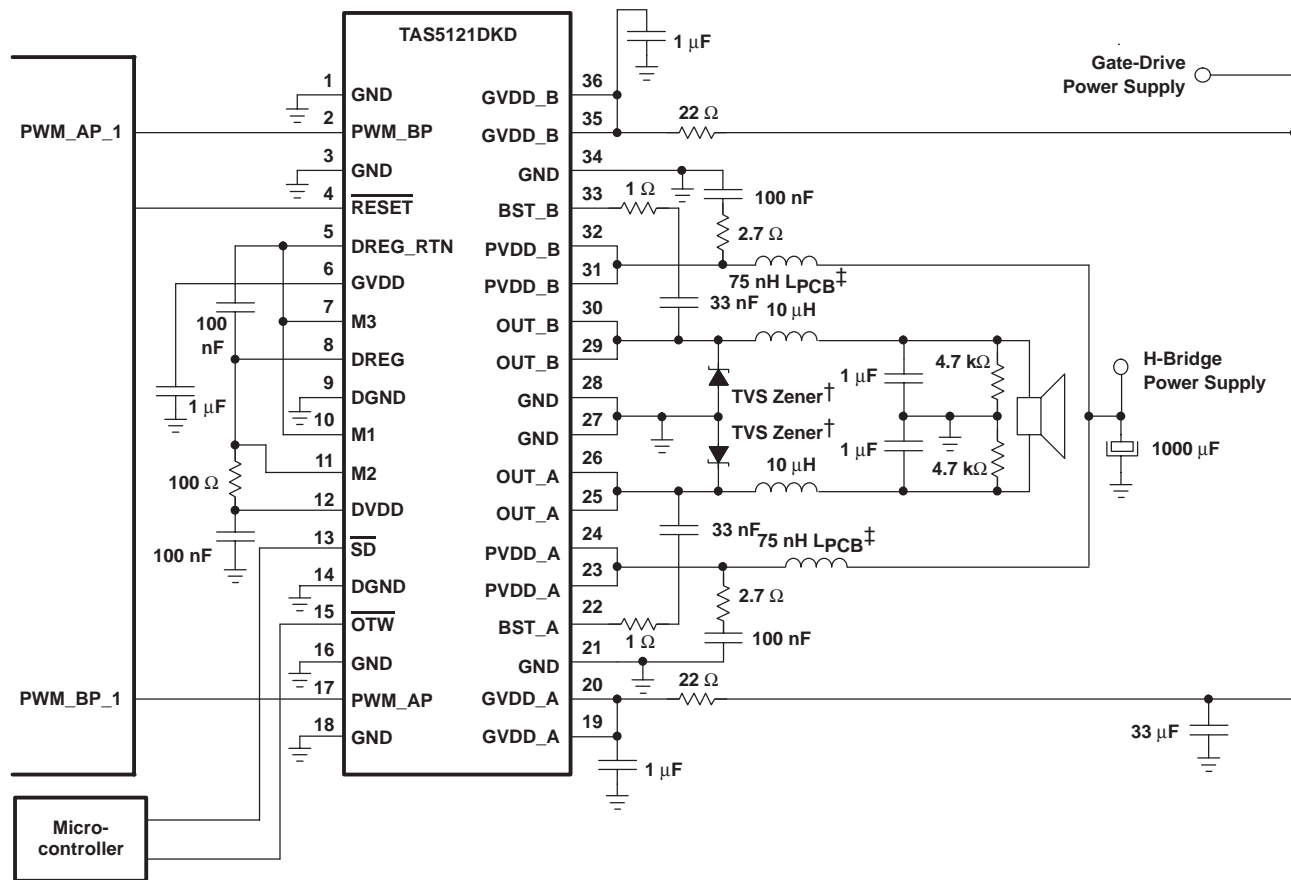 TAS5121DKD
1 µF
Gate-Drive
Power Supply
1 GND
GVDD_B 36
PWM_AP_1
2 PWM_BP
GVDD_B 35
22 Ω
3 GND
GND 34
4 RESET
BST_B 33
1 Ω
100 nF
5 DREG_RTN
PVDD_B 32
2.7 Ω
6 GVDD
PVDD_B 31
75 nH LPCB‡
33 nF
7 M3
OUT_B 30
10 µH
100
nF
8 DREG
OUT_B 29
4.7 kΩ
H-Bridge
Power Supply
1 µF
9 DGND
GND 28
TVS Zener†
1 µF
10 M1
GND 27
TVS Zener†
1 µF
1000 µF
11 M2
OUT_A 26
10 µH
4.7 kΩ
100 Ω
12 DVDD
OUT_A 25
33 nF
75 nH LPCB‡
100 nF
13 SD
PVDD_A 24
14 DGND
PVDD_A 23
2.7 Ω
15 OTW
BST_A 22
1 Ω
100 nF
16 GND
GND 21
PWM_BP_1
17 PWM_AP
GVDD_A 20
22 Ω
18 GND
GVDD_A 19
33 µF
1 µF
Micro-
controller